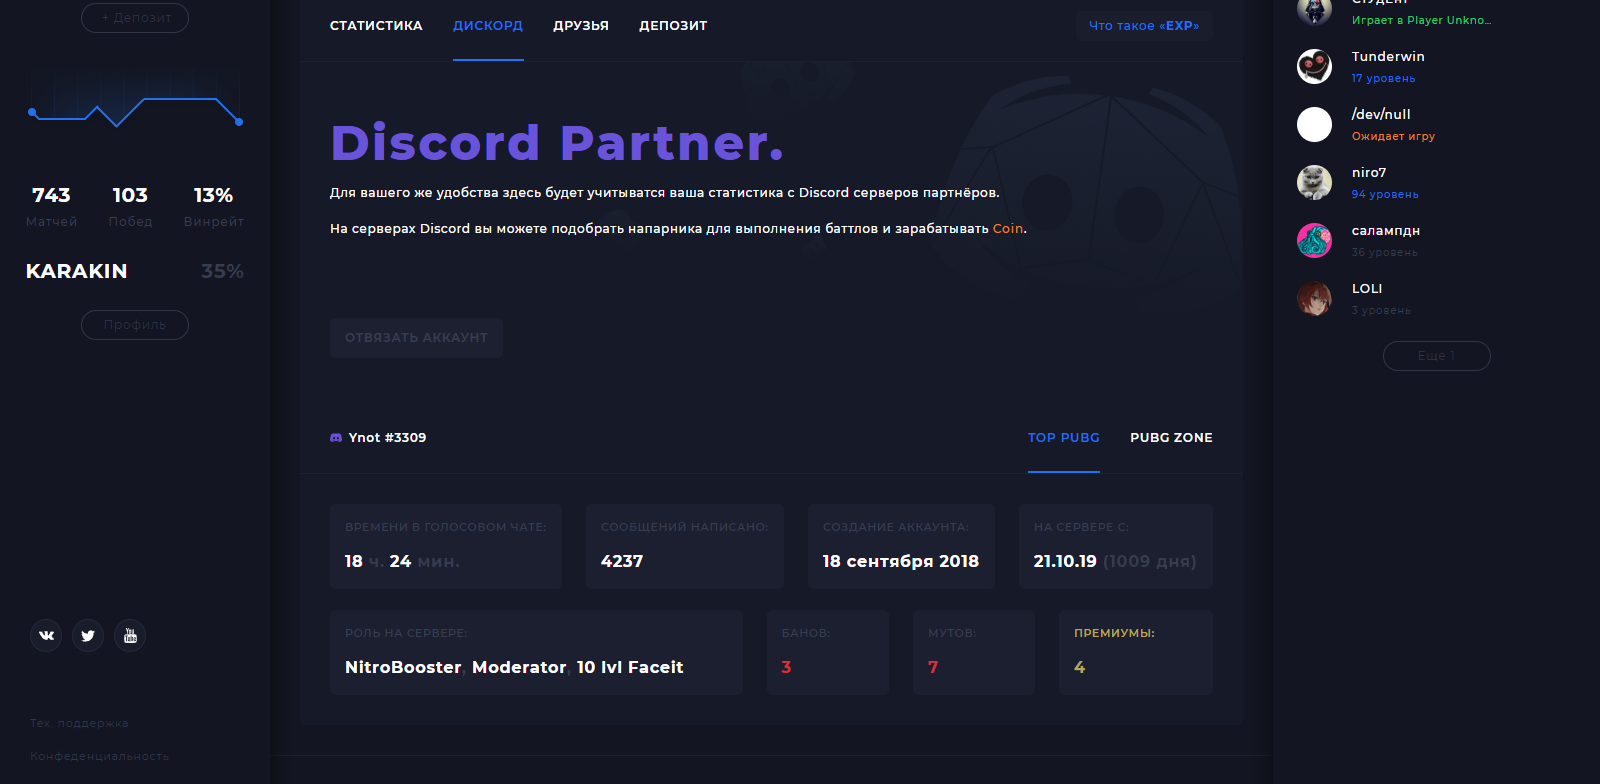 + Депозит
743
103
13%
Матчей
Побед
Винрейт
KARAKIN
35%
Профиль
Тех. поддержка
Конфеденциальность
СТАТИСТИКА
ДИСКОРД
ДРУЗЬЯ
ДЕПОЗИТ
Что такое «EXP»
Discord Partner.
Для вашего же удобства здесь будет учитыватся ваша статистика с Discord серверов партнёров.
На серверах Discord вы можете подобрать напарника для выполнения баттлов и зарабатывать Coin.
ОТВЯЗАТЬ АККАУНТ
Ynot #3309
TOP PUBG
PUBG ZONE
ВРЕМЕНИ В ГОЛОСОВОМ ЧАТЕ:
18 ч. 24 мин.
СООБЩЕНИЙ НАПИСАНО:
4237
СОЗДАНИЕ АККАУНТА:
18 сентября 2018
НА СЕРВЕРЕ С:
21.10.19 (1009 дня)
РОЛЬ НА СЕРВЕРЕ:
NitroBooster, Moderator, 10 lvl Faceit
БАНОВ:
3
МУТОВ:
7
ПРЕМИУМЫ:
4
Студент
Играет в Player Unkno...
Tunderwin
17 уровень
/dev/null
Ожидает игру
niro7
94 уровень
салампдн
36 уровень
LOLI
3 уровень
Еще 1